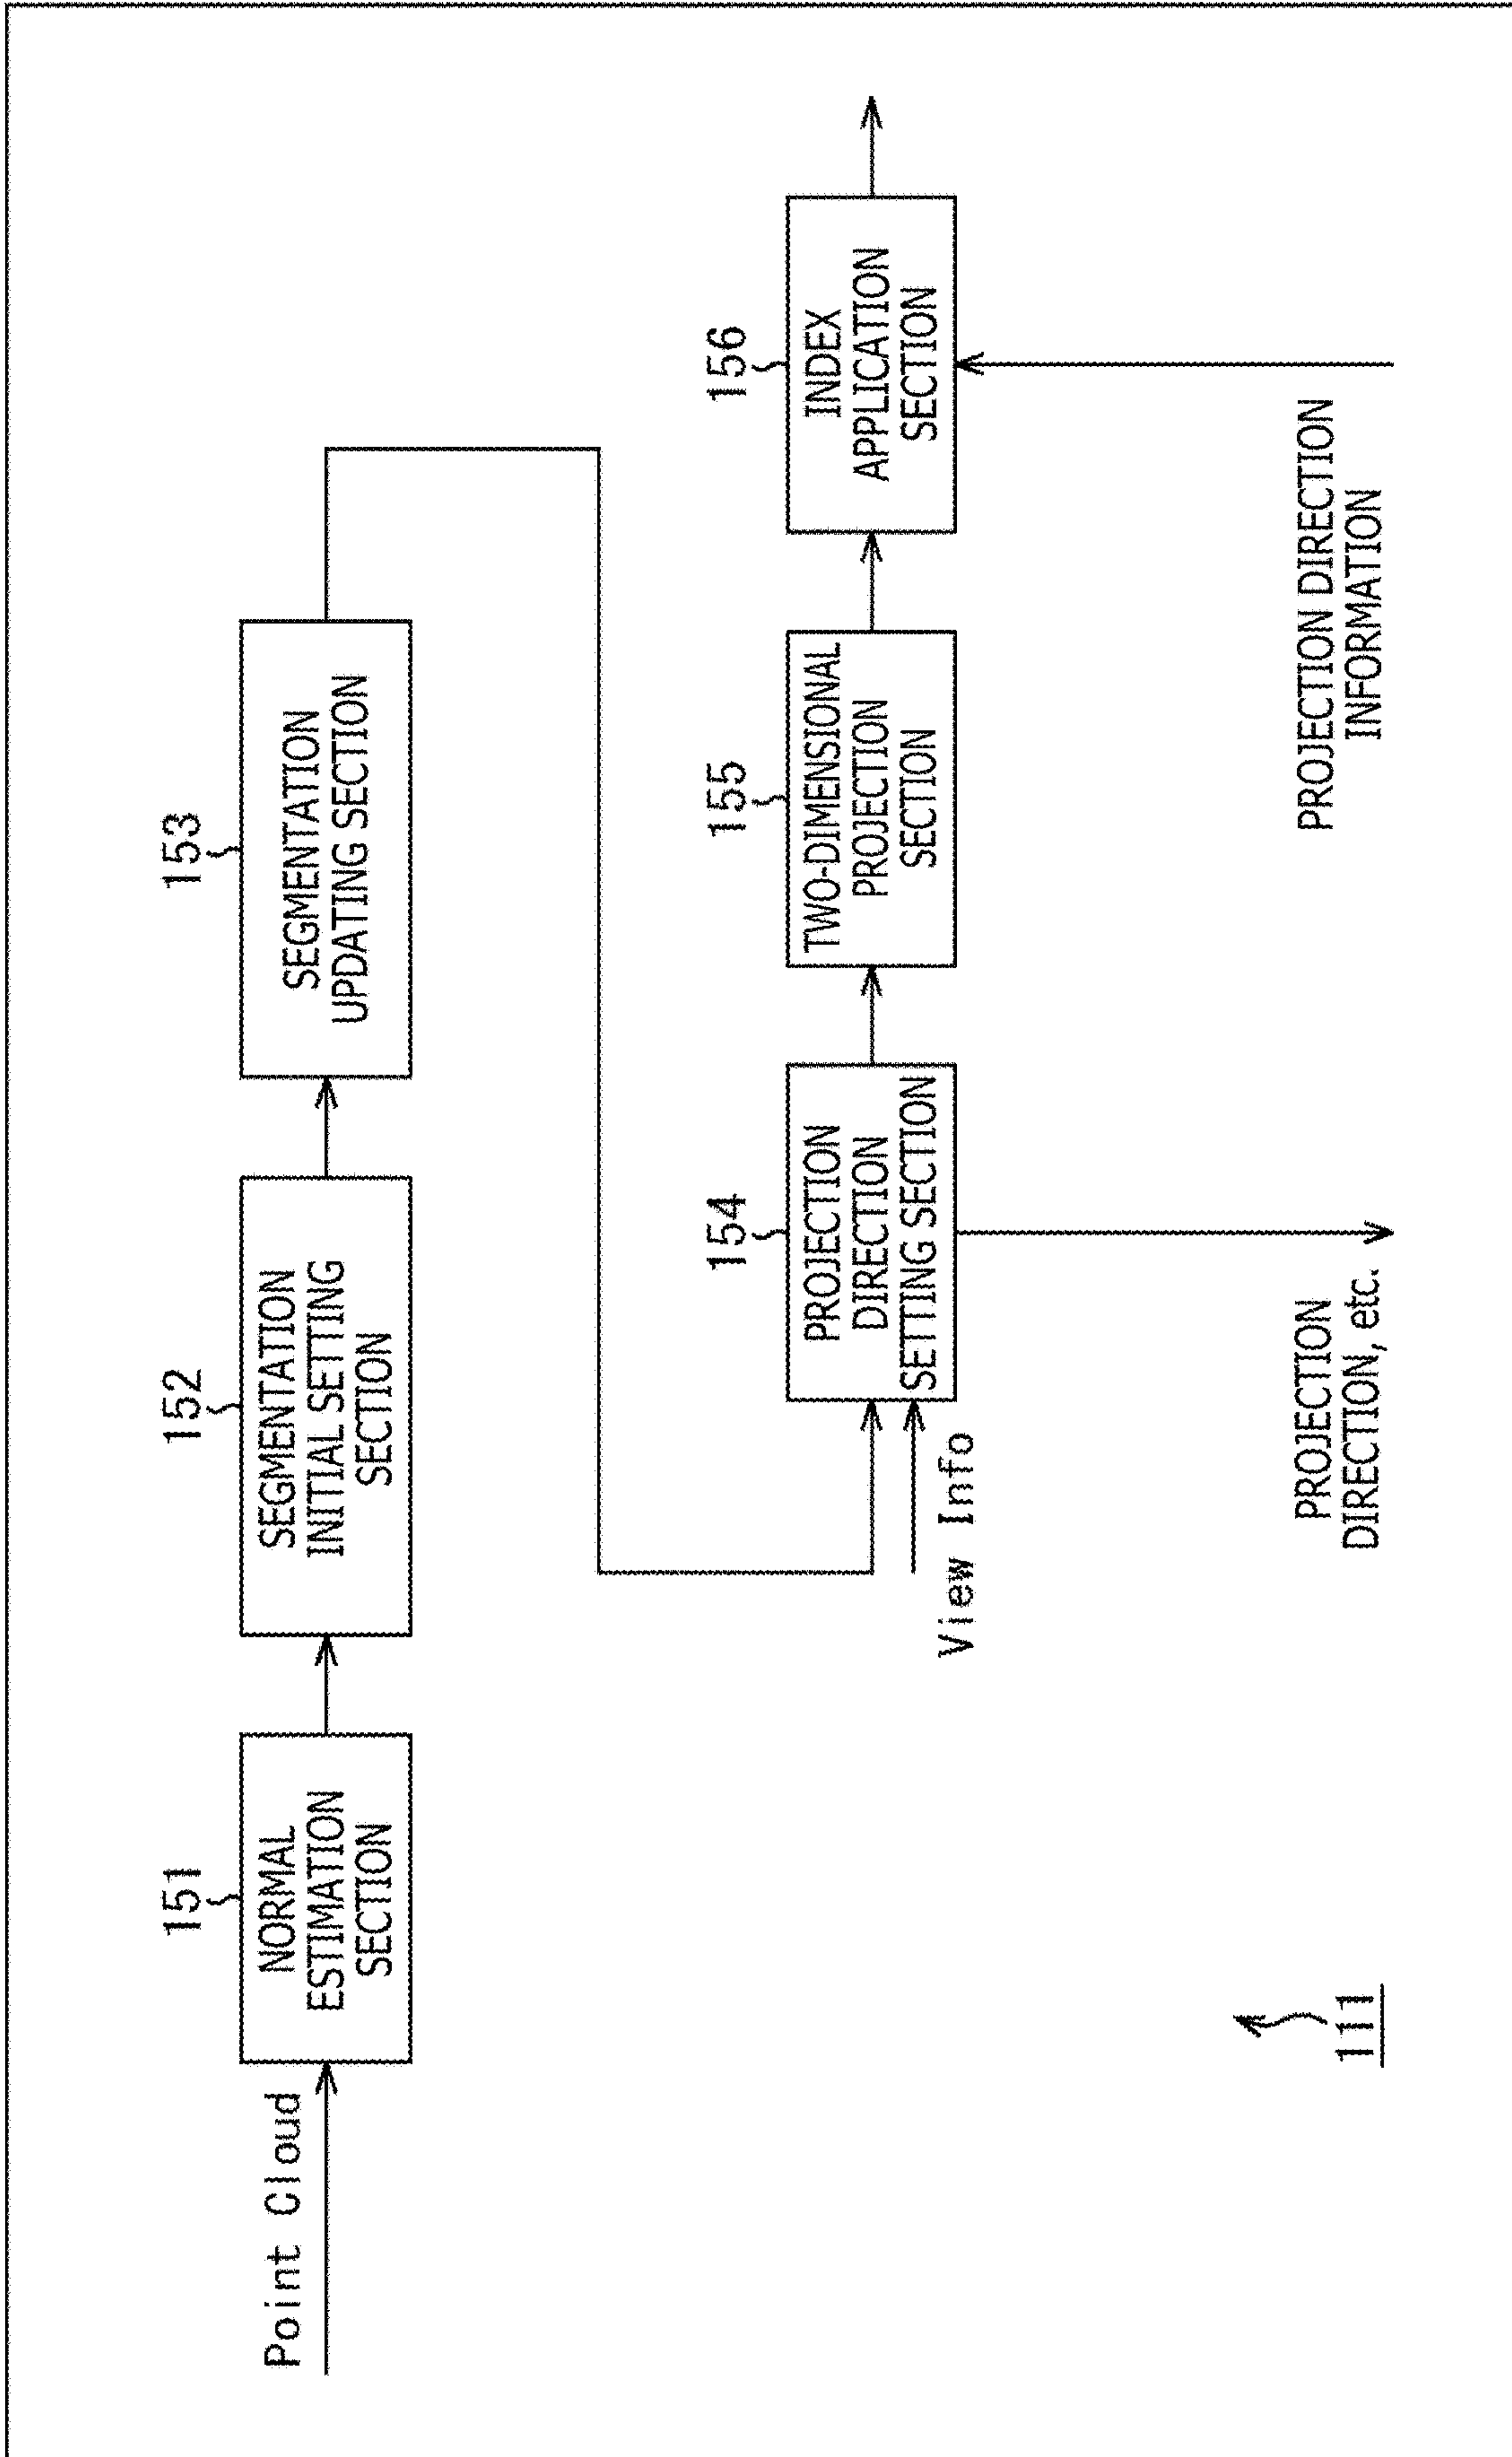 151
152
153
Point Cloud
NORMAL
ESTIMATION
SECTION
SEGMENTATION
INITIAL SETTING
SECTION
SEGMENTATION
UPDATING SECTION
154
155
156
PROJECTION
DIRECTION
SETTING SECTION
TWO-DIMENSIONAL
PROJECTION
SECTION
INDEX
APPLICATION
SECTION
View Info
PROJECTION
DIRECTION, etc.
PROJECTION DIRECTION
INFORMATION
111